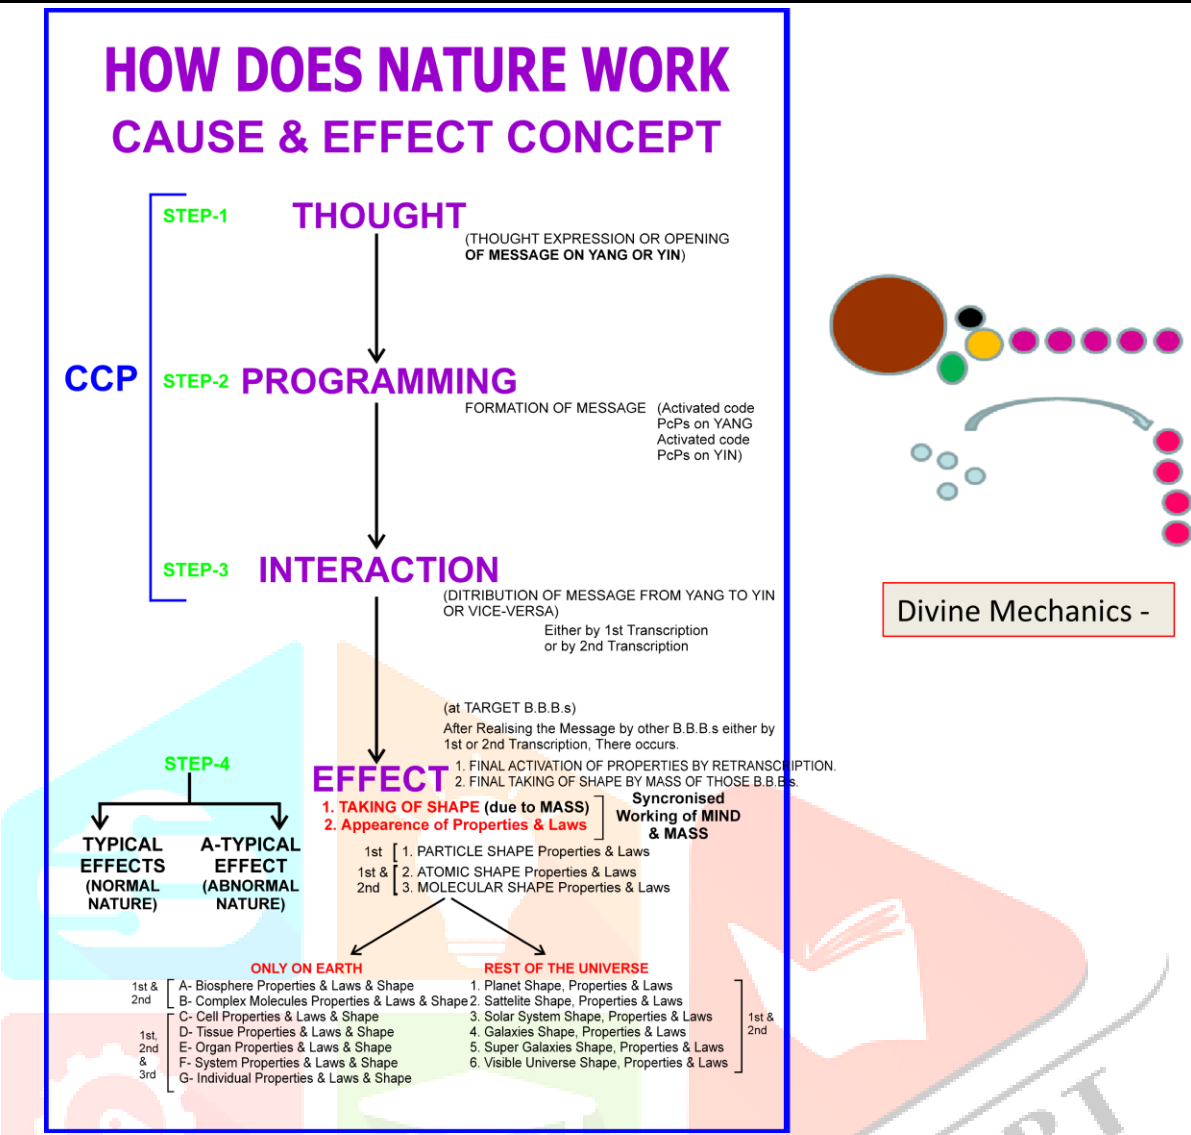 HOW DOES NATURE WORK
CAUSE & EFFECT CONCEPT
CCP
STEP-1
THOUGHT
(THOUGHT EXPRESSION OR OPENING
OF MESSAGE ON YANG OR YIN)
STEP-2
PROGRAMMING
FORMATION OF MESSAGE (Activated code
PcPs on YANG
Activated code
PcPs on YIN)
STEP-3
INTERACTION
(DITRIBUTION OF MESSAGE FROM YANG TO YIN
OR VICE-VERSA)
Either by 1st Transcription
or by 2nd Transcription
(at TARGET B.B.B.s)
After Realising the Message by other B.B.B.s either by
1st or 2nd Transcription, There occurs.
STEP-4
EFFECT
1. FINAL ACTIVATION OF PROPERTIES BY RETRANSCRIPTION.
2. FINAL TAKING OF SHAPE BY MASS OF THOSE B.B.B.s.
1. TAKING OF SHAPE (due to MASS)
2. Appearence of Properties & Laws
Syncronised
Working of MIND
& MASS
TYPICAL
EFFECTS
(NORMAL
NATURE)
A-TYPICAL
EFFECT
(ABNORMAL
NATURE)
1st [ 1. PARTICLE SHAPE Properties & Laws
1st & [ 2. ATOMIC SHAPE Properties & Laws
2nd 3. MOLECULAR SHAPE Properties & Laws
ONLY ON EARTH
1st &
2nd
A- Biosphere Properties & Laws & Shape
B- Complex Molecules Properties & Laws & Shape
1st,
2nd
&
3rd
C- Cell Properties & Laws & Shape
D- Tissue Properties & Laws & Shape
E- Organ Properties & Laws & Shape
F- System Properties & Laws & Shape
G- Individual Properties & Laws & Shape
REST OF THE UNIVERSE
1. Planet Shape, Properties & Laws
2. Sattelite Shape, Properties & Laws
3. Solar System Shape, Properties & Laws
4. Galaxies Shape, Properties & Laws
5. Super Galaxies Shape, Properties & Laws
6. Visible Universe Shape, Properties & Laws
1st &
2nd
Divine Mechanics -